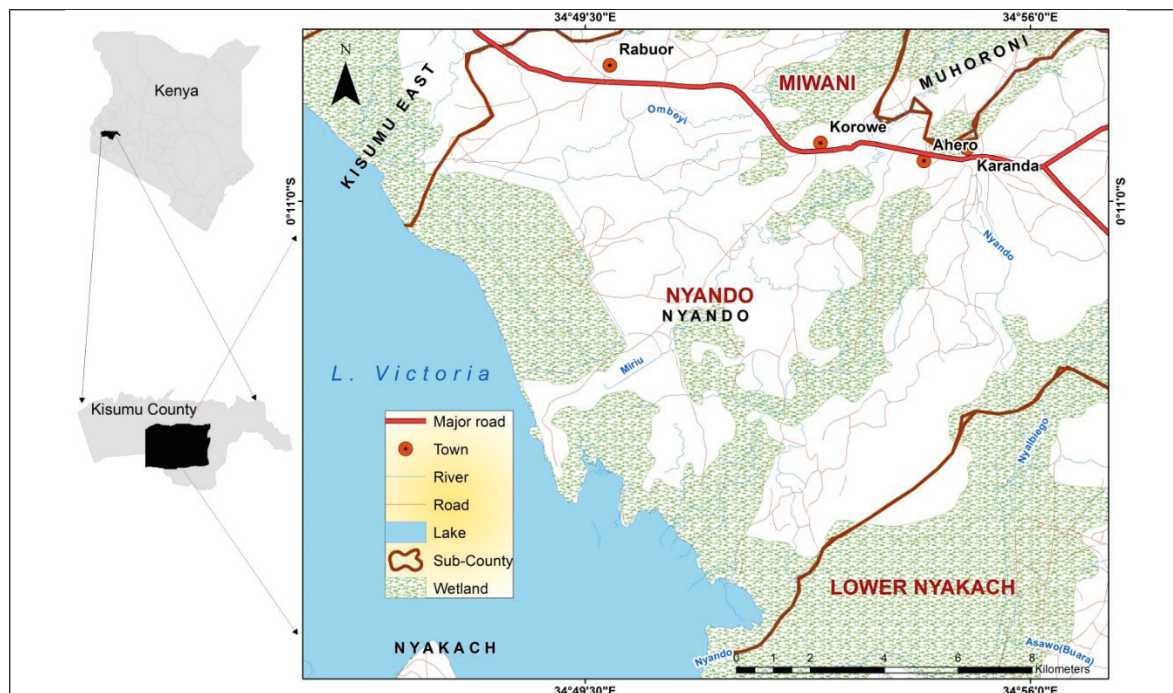 34°49'30"E
34°56'0"E
Kenya
N
Rabuor
MIWANI
MUHORONI
KISUMU EAST
Ombeyi
Korowe
Ahero
Karanda
0°11'0"S
0°11'0"S
Nyando
NYANDO
NYANDO
Miriu
L. Victoria
Kisumu County
Major road
Town
River
Road
Lake
Sub-County
Wetland
Nyalbiego
LOWER NYAKACH
NYAKACH
Nyando
Asawo(Buara)
0 1 2 4 6 8
Kilometers
34°49'30"E
34°56'0"E